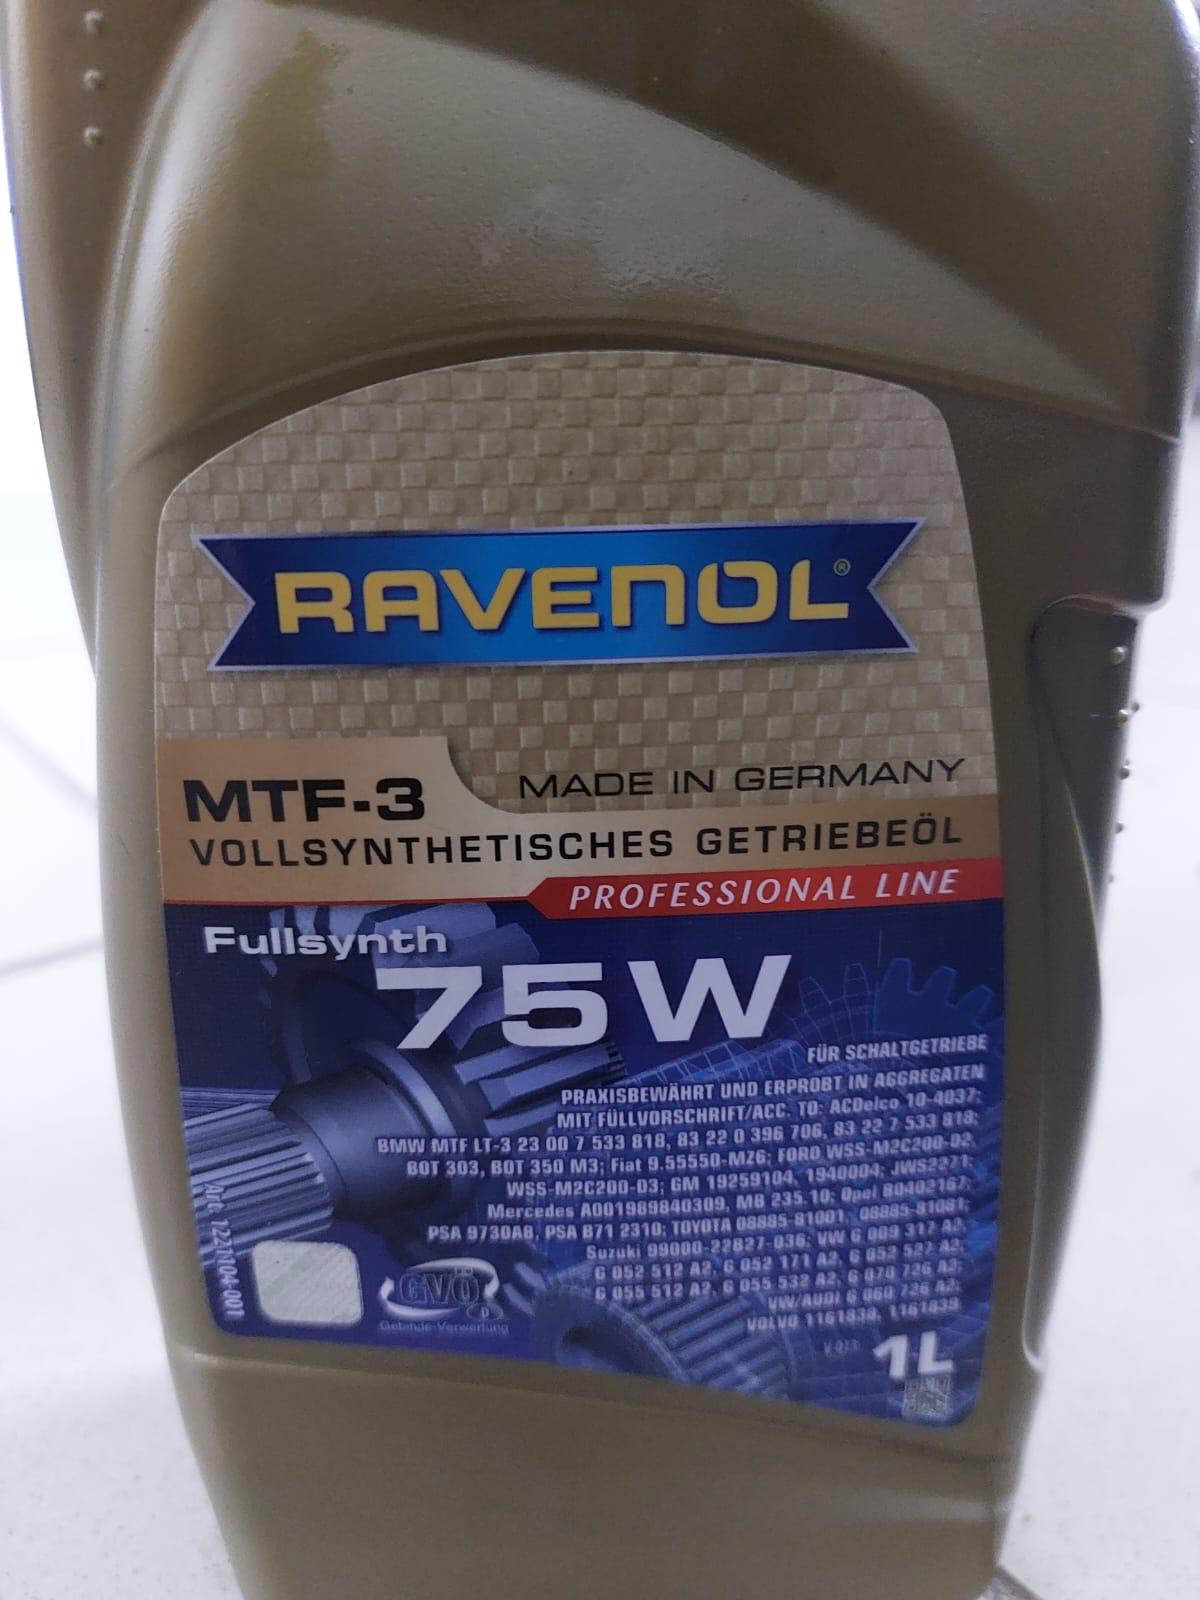 RAVENOL®
MTF-3
MADE IN GERMANY
VOLLSYNTHETISCHES GETRIEBEÖL
PROFESSIONAL LINE
Fullsynth
75W
FÜR SCHALTGETRIEBE
PRAXISBEWÄHRT UND ERPROBT IN AGGREGATEN
MIT FÜLLVORSCHRIFT/ACC. TO: ACDelco 10-4037;
BMW MTF LT-3 23 00 7 533 818, 83 22 0 396 706, 83 22 7 533 818;
BOT 303, BOT 350 M3; Fiat 9.55550-MZ6; FORD WSS-M2C200-D2,
WSS-M2C200-D3; GM 19259104, 1940004; JWS2271;
Mercedes A001989840309, MB 235.10; Opel 80402167;
PSA 9730A8, PSA B71 2310; TOYOTA 08885-81001, 08885-81081;
Suzuki 99000-22B27-036; VW G 009 317 A2,
G 052 512 A2, G 052 171 A2, G 052 527 A2,
G 055 512 A2, G 055 532 A2, G 070 726 A2;
VW/AUDI G 060 726 A2;
VOLVO 1161838, 1161839
Art. 1221104-001
GVÖ
D
Gebinde-Verwertung
1L